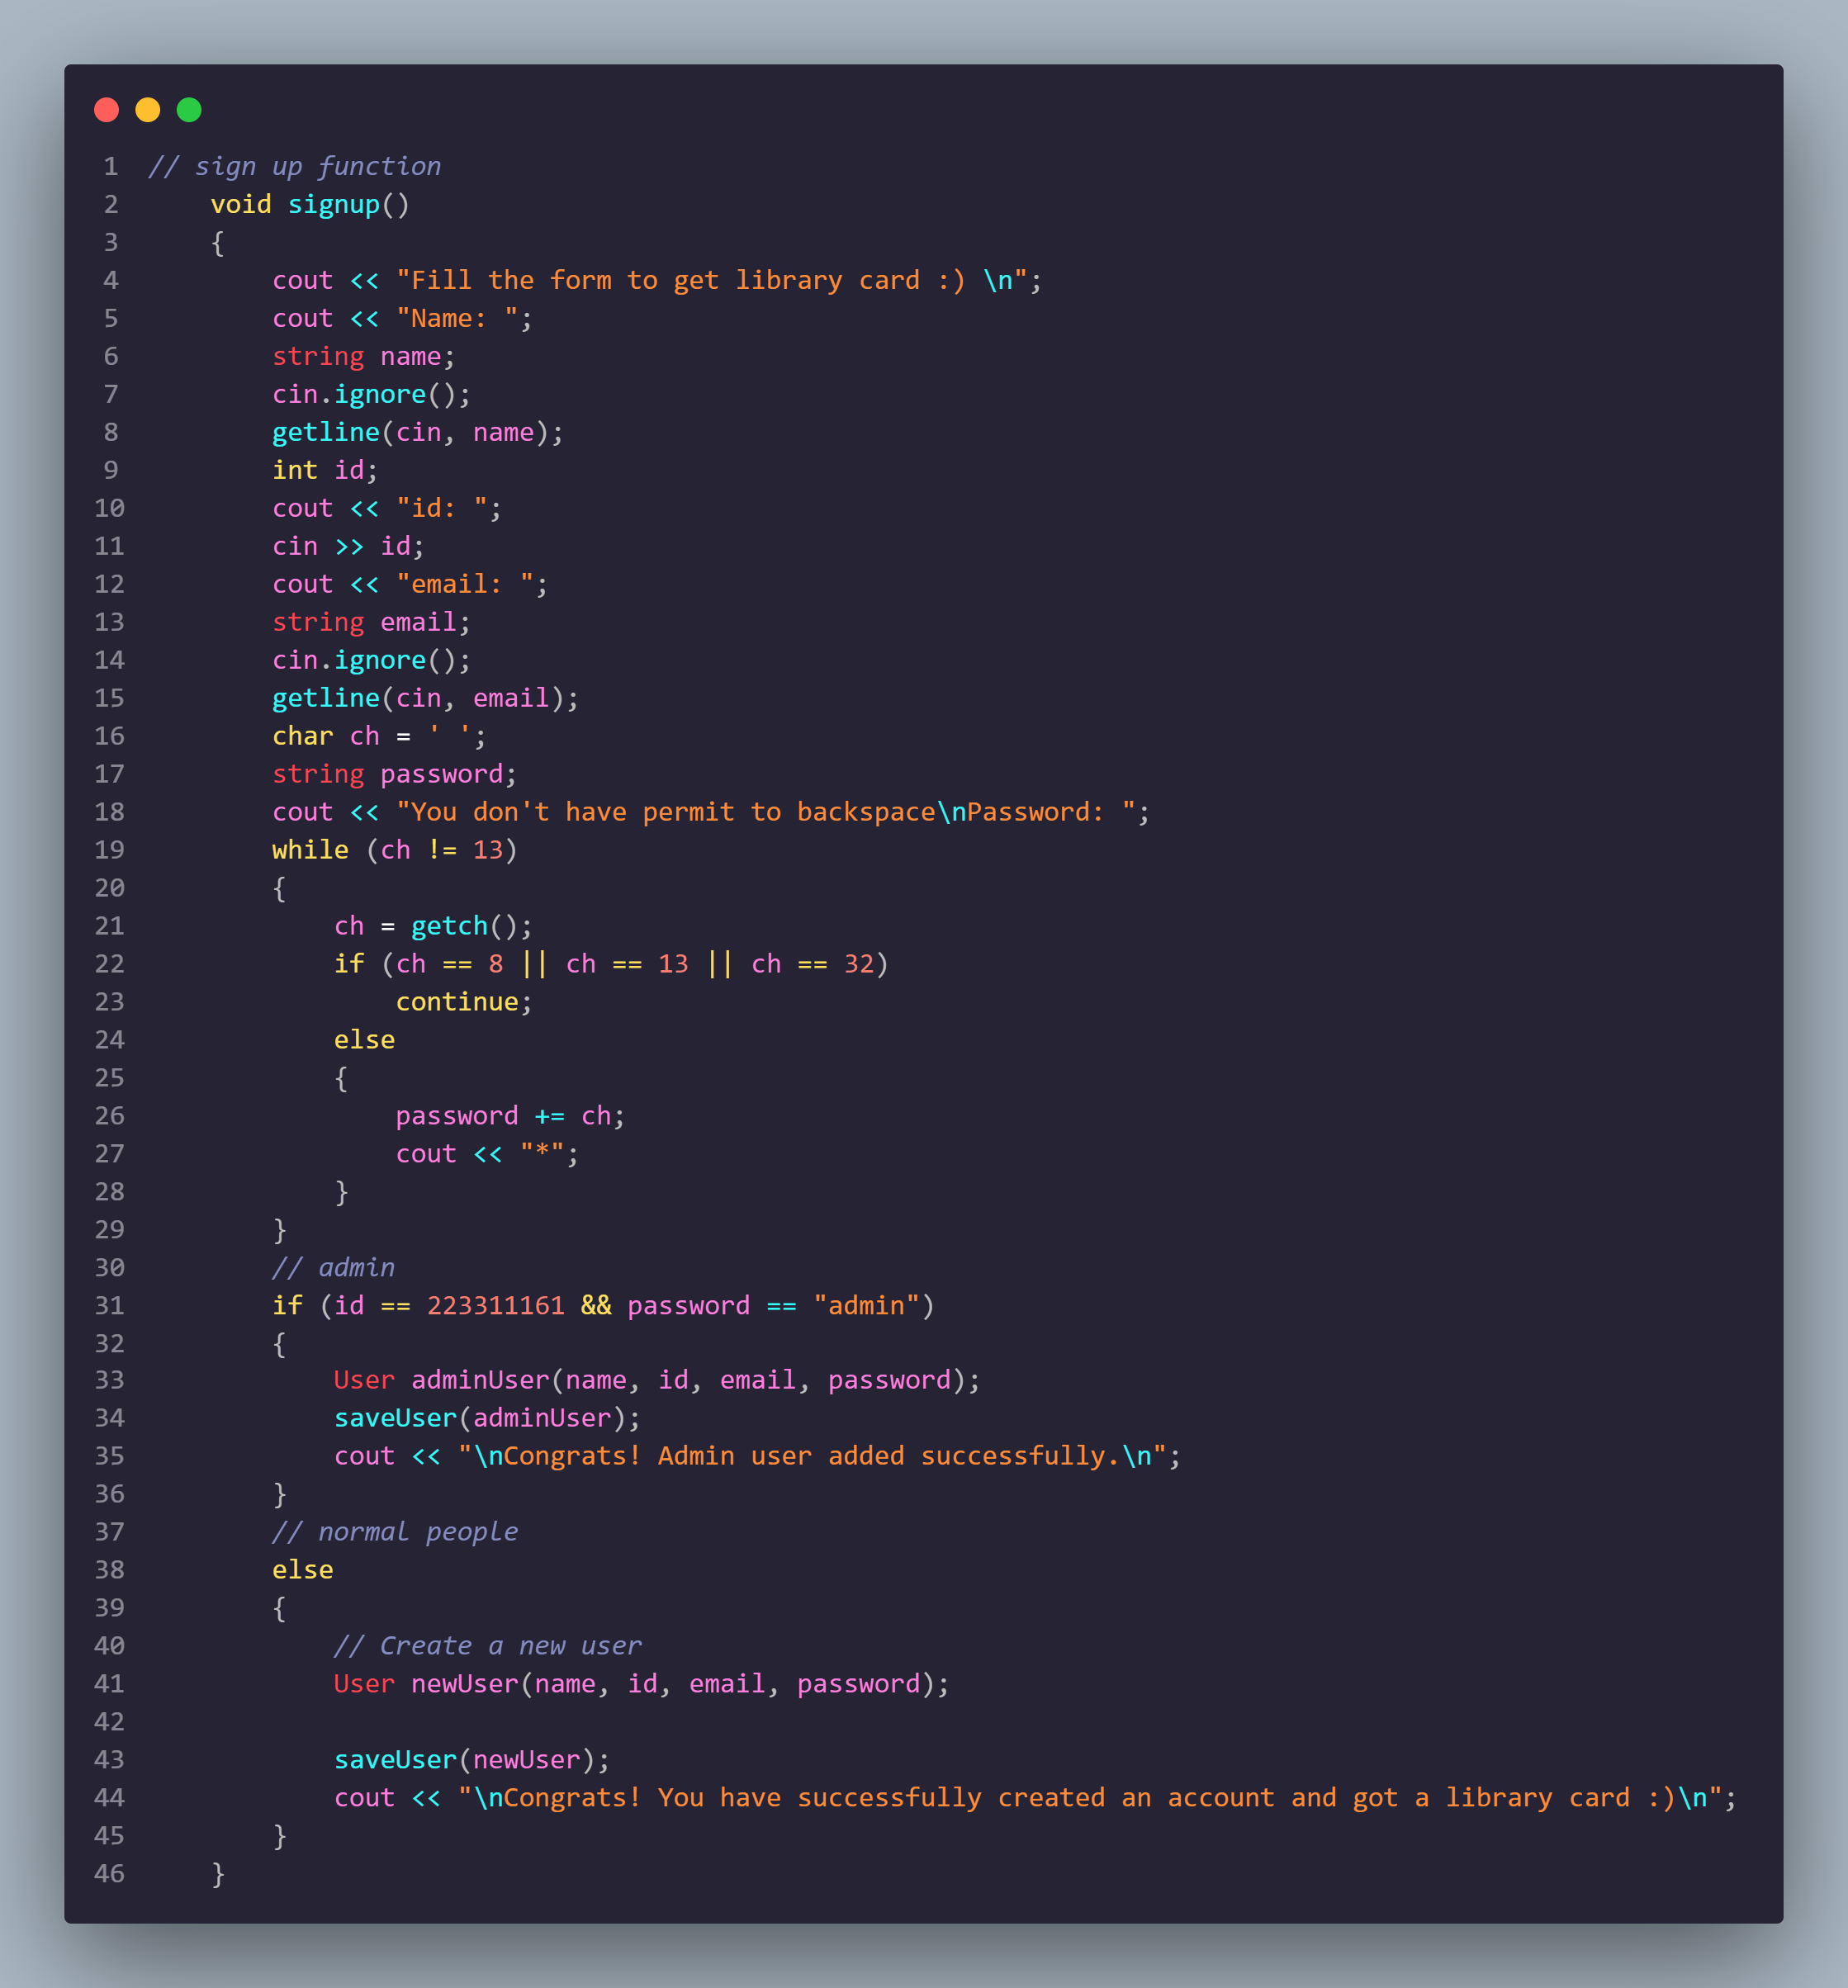 1 // sign up function
2     void signup()
3     {
4         cout << "Fill the form to get library card :) \n";
5         cout << "Name: ";
6         string name;
7         cin.ignore();
8         getline(cin, name);
9         int id;
10         cout << "id: ";
11         cin >> id;
12         cout << "email: ";
13         string email;
14         cin.ignore();
15         getline(cin, email);
16         char ch = ' ';
17         string password;
18         cout << "You don't have permit to backspace\nPassword: ";
19         while (ch != 13)
20         {
21             ch = getch();
22             if (ch == 8 || ch == 13 || ch == 32)
23                 continue;
24             else
25             {
26                 password += ch;
27                 cout << "*";
28             }
29         }
30         // admin
31         if (id == 223311161 && password == "admin")
32         {
33             User adminUser(name, id, email, password);
34             saveUser(adminUser);
35             cout << "\nCongrats! Admin user added successfully.\n";
36         }
37         // normal people
38         else
39         {
40             // Create a new user
41             User newUser(name, id, email, password);
42
43             saveUser(newUser);
44             cout << "\nCongrats! You have successfully created an account and got a library card :)\n";
45         }
46     }